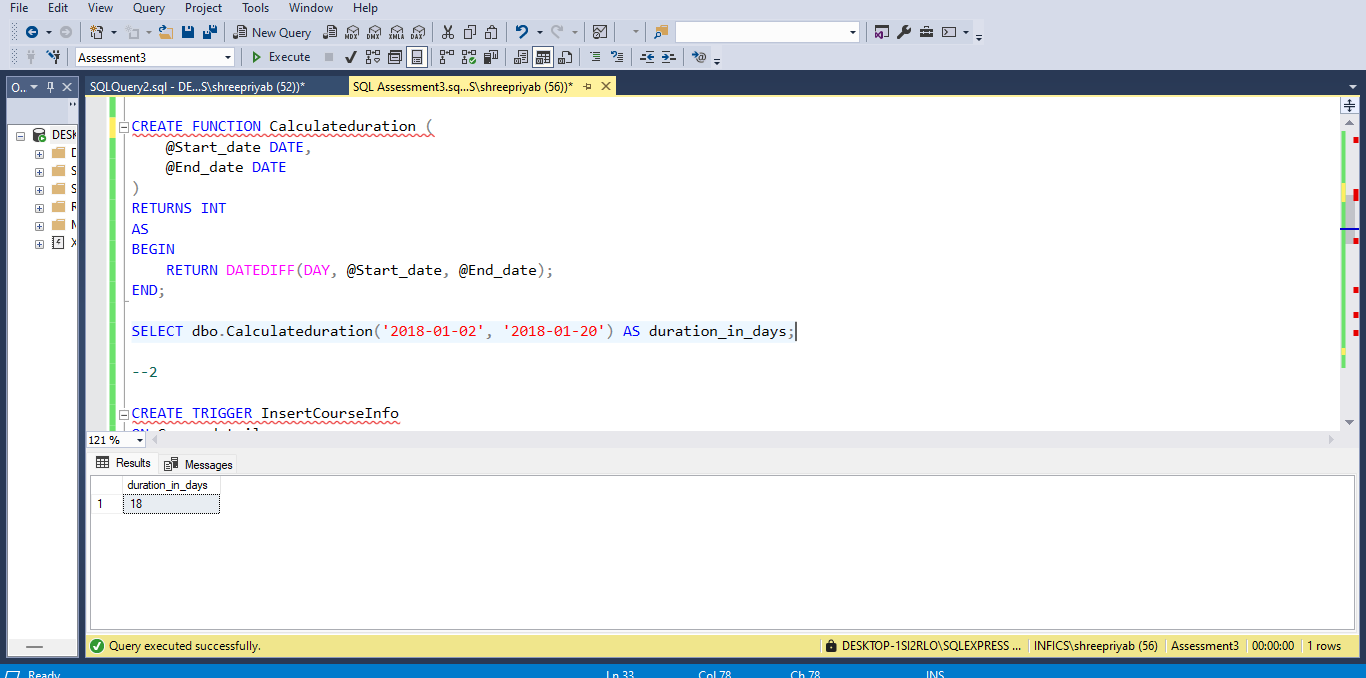 File Edit View Query Project Tools Window Help
New Query MDX DMX XMLA DAX
Assessment3 Execute
O..
SQLQuery2.sql - DE...S\shreepriyab (52))*
SQL Assessment3.sq...S\shreepriyab (56))*
CREATE FUNCTION Calculateduration (
@Start_date DATE,
@End_date DATE
)
RETURNS INT
AS
BEGIN
RETURN DATEDIFF(DAY, @Start_date, @End_date);
END;
SELECT dbo.Calculateduration('2018-01-02', '2018-01-20') AS duration_in_days;
--2
CREATE TRIGGER InsertCourseInfo
121 %
Results Messages
duration_in_days
1 18
Query executed successfully.
DESKTOP-1SI2RLO\SQLEXPRESS ... INFICS\shreepriyab (56) Assessment3 00:00:00 1 rows
Ready Ln 33 Col 78 Ch 78 INS